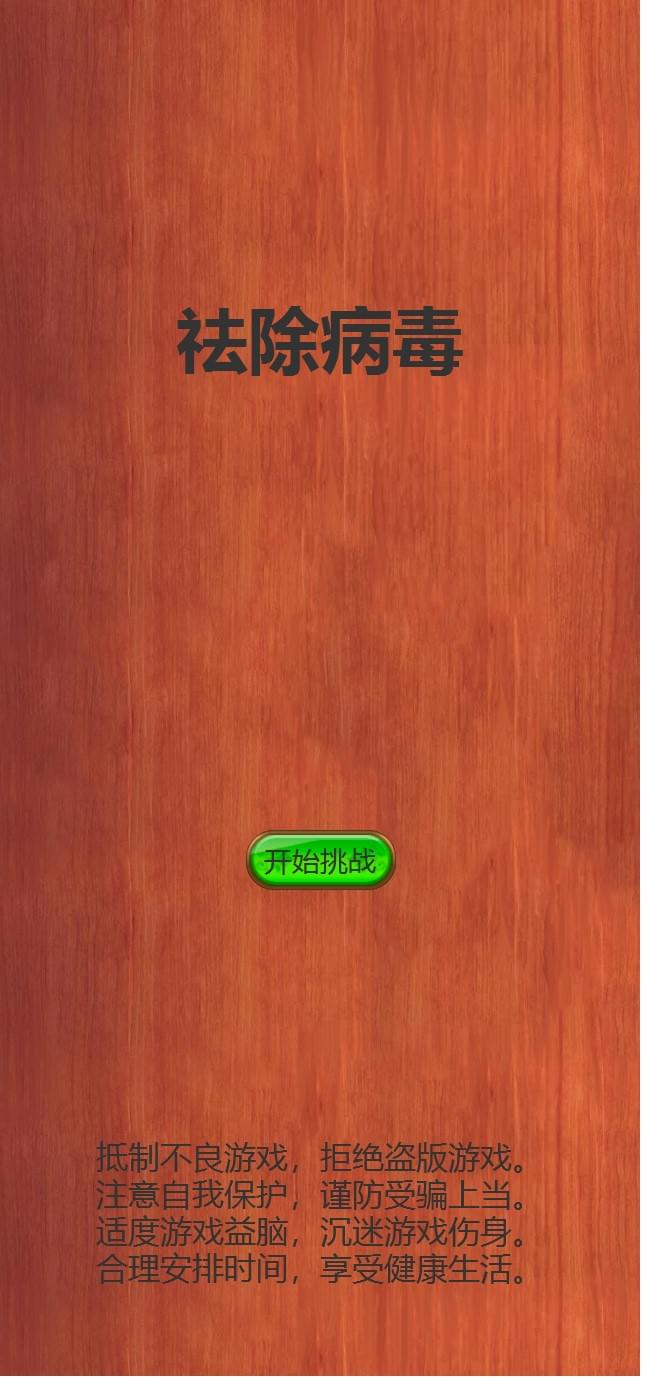 祛除病毒
开始挑战
抵制不良游戏，拒绝盗版游戏。
注意自我保护，谨防受骗上当。
适度游戏益脑，沉迷游戏伤身。
合理安排时间，享受健康生活。